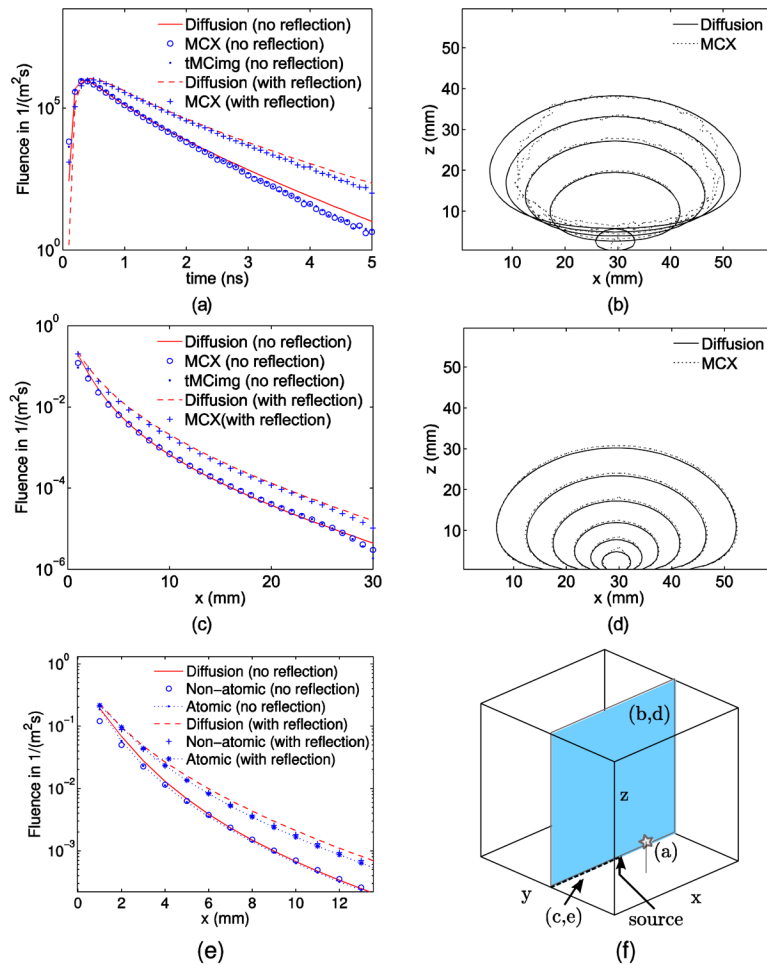 Fluence in 1/(m²s)
10⁵
10⁰
0 1 2 3 4 5
time (ns)
Diffusion (no reflection)
MCX (no reflection)
tMCimg (no reflection)
Diffusion (with reflection)
MCX (with reflection)
(a)
z (mm)
50
40
30
20
10
10 20 30 40 50
x (mm)
Diffusion
MCX
(b)
Fluence in 1/(m²s)
10⁰
10⁻²
10⁻⁴
10⁻⁶
0 10 20 30
x (mm)
Diffusion (no reflection)
MCX (no reflection)
tMCimg (no reflection)
Diffusion (with reflection)
MCX(with reflection)
(c)
z (mm)
50
40
30
20
10
10 20 30 40 50
x (mm)
Diffusion
MCX
(d)
Fluence in 1/(m²s)
10⁰
10⁻¹
10⁻²
10⁻³
0 2 4 6 8 10 12
x (mm)
Diffusion (no reflection)
Non-atomic (no reflection)
Atomic (no reflection)
Diffusion (with reflection)
Non-atomic (with reflection)
Atomic (with reflection)
(e)
(b,d)
z
(a)
y
(c,e)
source
x
(f)